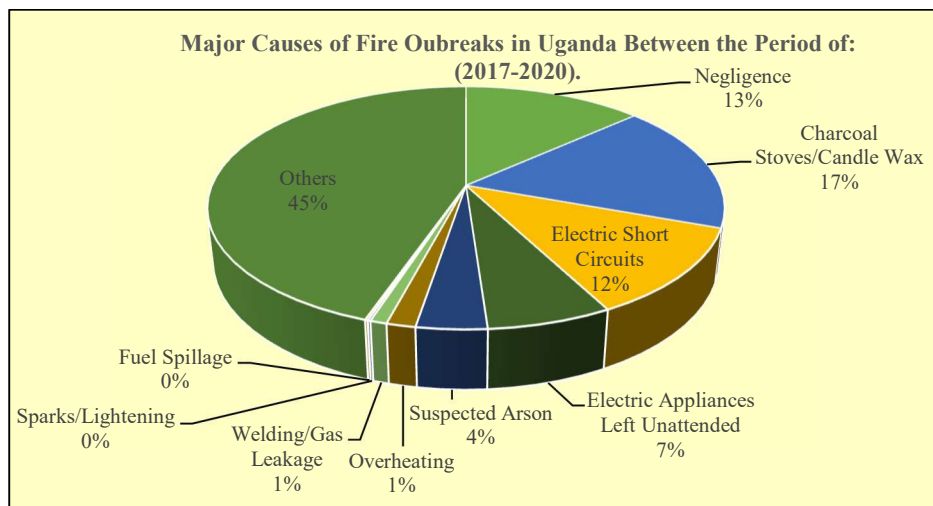 Major Causes of Fire Oubreaks in Uganda Between the Period of:
(2017-2020).
Negligence
13%
Charcoal
Stoves/Candle Wax
17%
Others
45%
Electric Short
Circuits
12%
Fuel Spillage
0%
Sparks/Lightening
0%
Welding/Gas
Leakage
1%
Overheating
1%
Suspected Arson
4%
Electric Appliances
Left Unattended
7%